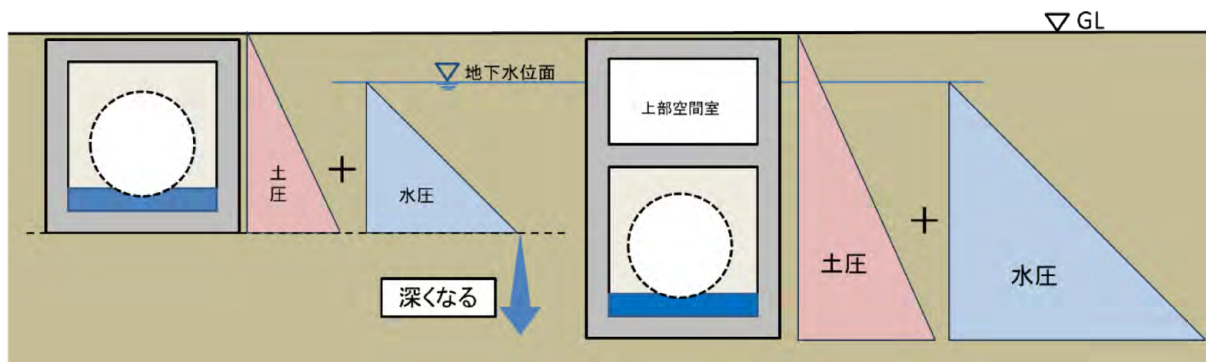 ▽ GL
▽ 地下水位面
上部空間室
土
圧
+
水圧
深くなる
土圧
+
水圧